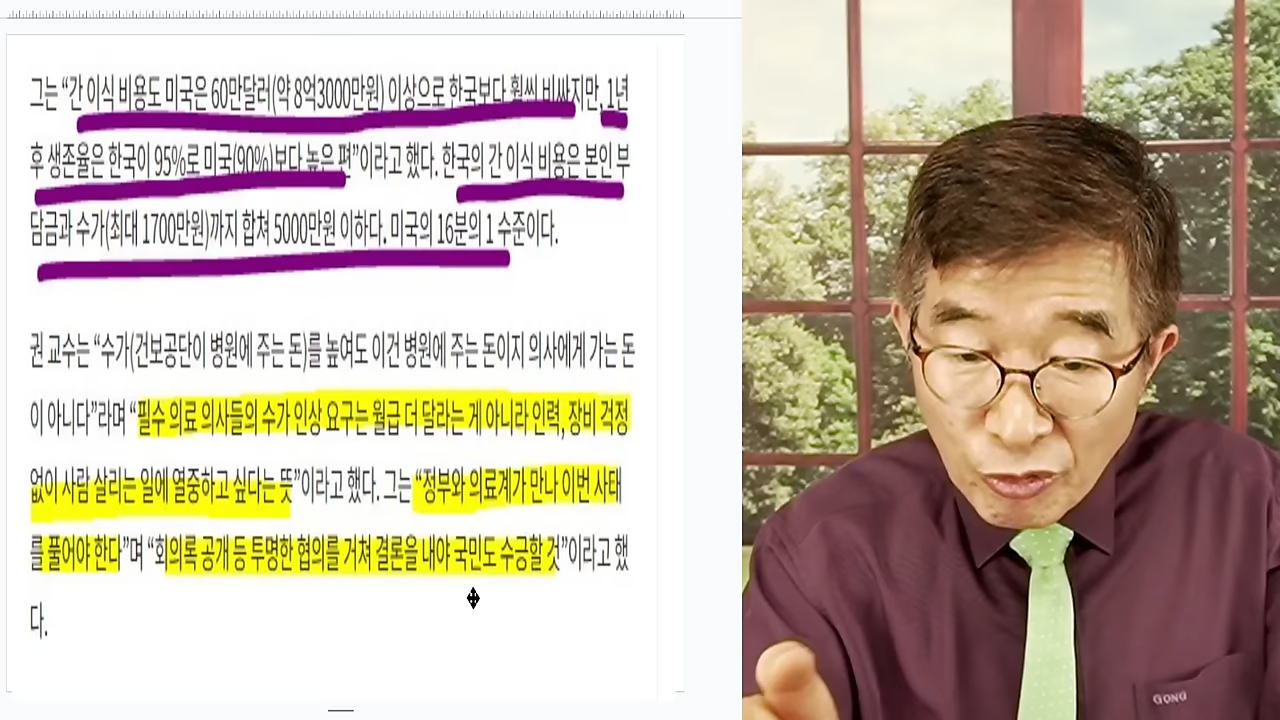 그는 “간 이식 비용도 미국은 60만달러(약 8억3000만원) 이상으로 한국보다 훨씬 비싸지만, 1년
후 생존율은 한국이 95%로 미국(90%)보다 높은 편”이라고 했다. 한국의 간 이식 비용은 본인 부
담금과 수가(최대 1700만원)까지 합쳐 5000만원 이하다. 미국의 16분의 1 수준이다.
권 교수는 “수가(건보공단이 병원에 주는 돈)를 높여도 이건 병원에 주는 돈이지 의사에게 가는 돈
이 아니다”라며 “필수 의료 의사들의 수가 인상 요구는 월급 더 달라는 게 아니라 인력, 장비 걱정
없이 사람 살리는 일에 열중하고 싶다는 뜻”이라고 했다. 그는 “정부와 의료계가 만나 이번 사태
를 풀어야 한다”며 “회의록 공개 등 투명한 협의를 거쳐 결론을 내야 국민도 수긍할 것”이라고 했
다.
GONG